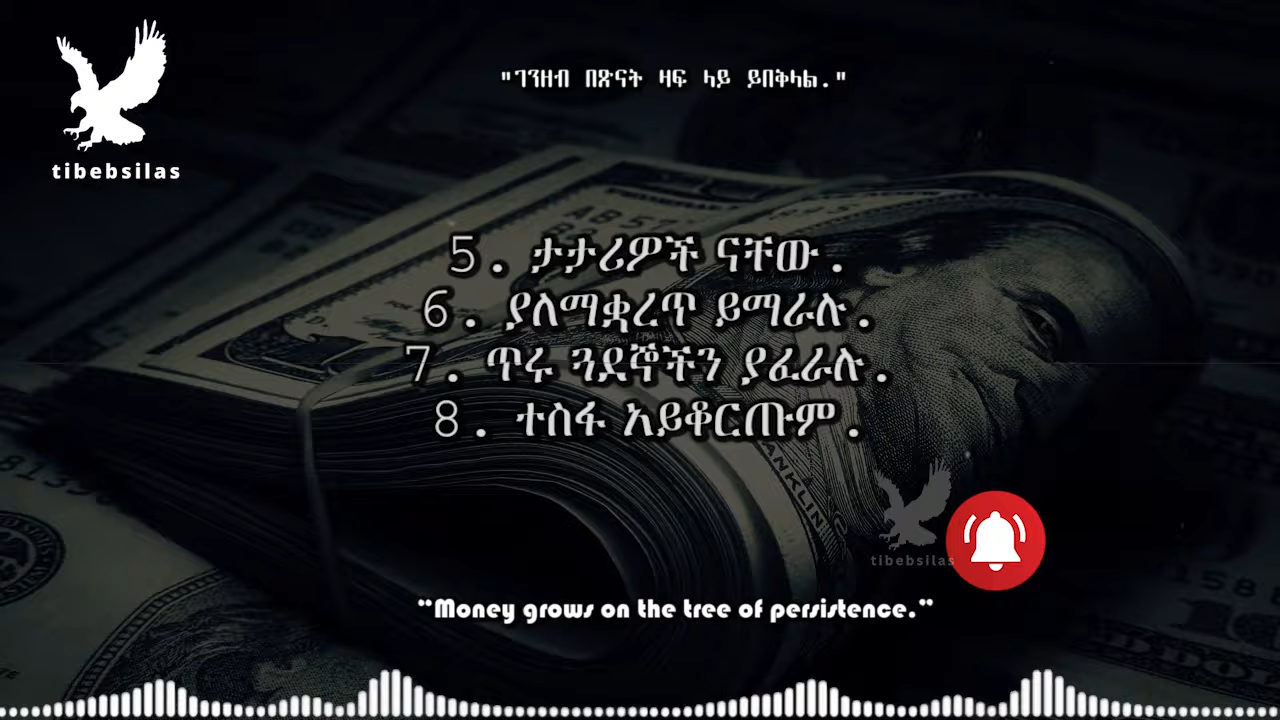 tibebsilas
"ገንዘብ በጽናት ዛፍ ላይ ይበቅላል."
5. ታታሪዎች ናቸው.
6. ያለማቋረጥ ይማራሉ.
7. ጥሩ ጓደኞችን ያፈራሉ.
8. ተስፋ አይቆርጡም.
tibebsilas
"Money grows on the tree of persistence."